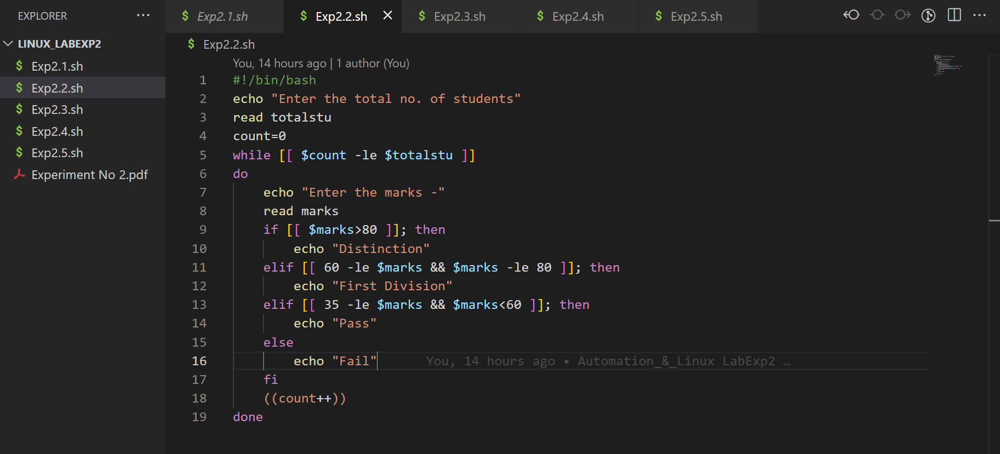 EXPLORER ···
LINUX_LABEXP2
$ Exp2.1.sh
$ Exp2.2.sh
$ Exp2.3.sh
$ Exp2.4.sh
$ Exp2.5.sh
Experiment No 2.pdf
$ Exp2.1.sh $ Exp2.2.sh $ Exp2.3.sh $ Exp2.4.sh $ Exp2.5.sh
$ Exp2.2.sh
You, 14 hours ago | 1 author (You)
1 #!/bin/bash
2 echo "Enter the total no. of students"
3 read totalstu
4 count=0
5 while [[ $count -le $totalstu ]]
6 do
7 echo "Enter the marks -"
8 read marks
9 if [[ $marks>80 ]]; then
10 echo "Distinction"
11 elif [[ 60 -le $marks && $marks -le 80 ]]; then
12 echo "First Division"
13 elif [[ 35 -le $marks && $marks<60 ]]; then
14 echo "Pass"
15 else
16 echo "Fail" You, 14 hours ago • Automation_&_Linux LabExp2 …
17 fi
18 ((count++))
19 done